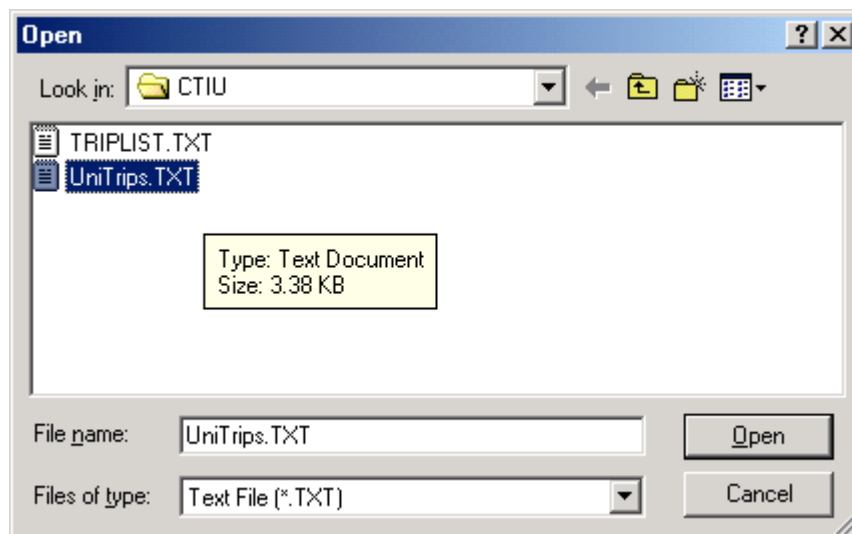 Open
Look in: CTIU
TRIPLIST.TXT
UniTrips.TXT
Type: Text Document
Size: 3.38 KB
File name: UniTrips.TXT Open
Files of type: Text File (*.TXT) Cancel